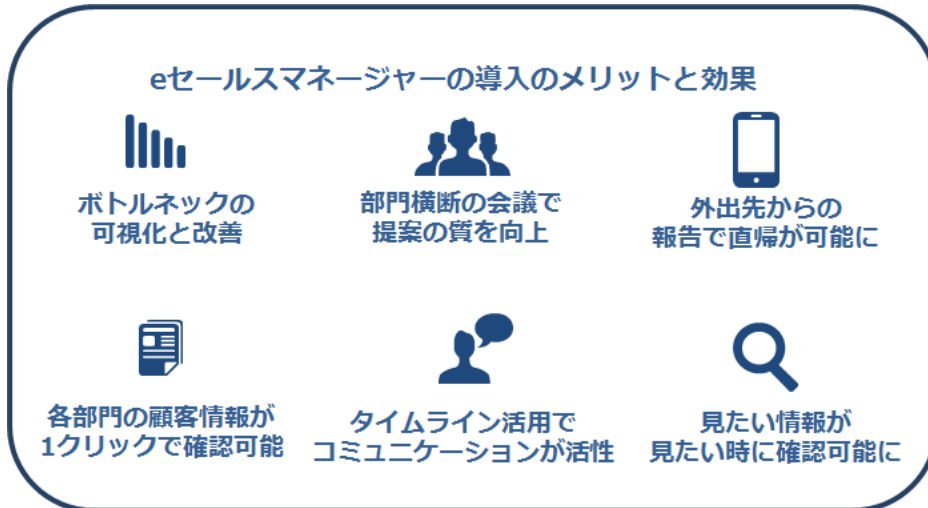 eセールスマネージャーの導入のメリットと効果
ボトルネックの
可視化と改善
部門横断の会議で
提案の質を向上
外出先からの
報告で直帰が可能に
各部門の顧客情報が
1クリックで確認可能
タイムライン活用で
コミュニケーションが活性
見たい情報が
見たい時に確認可能に